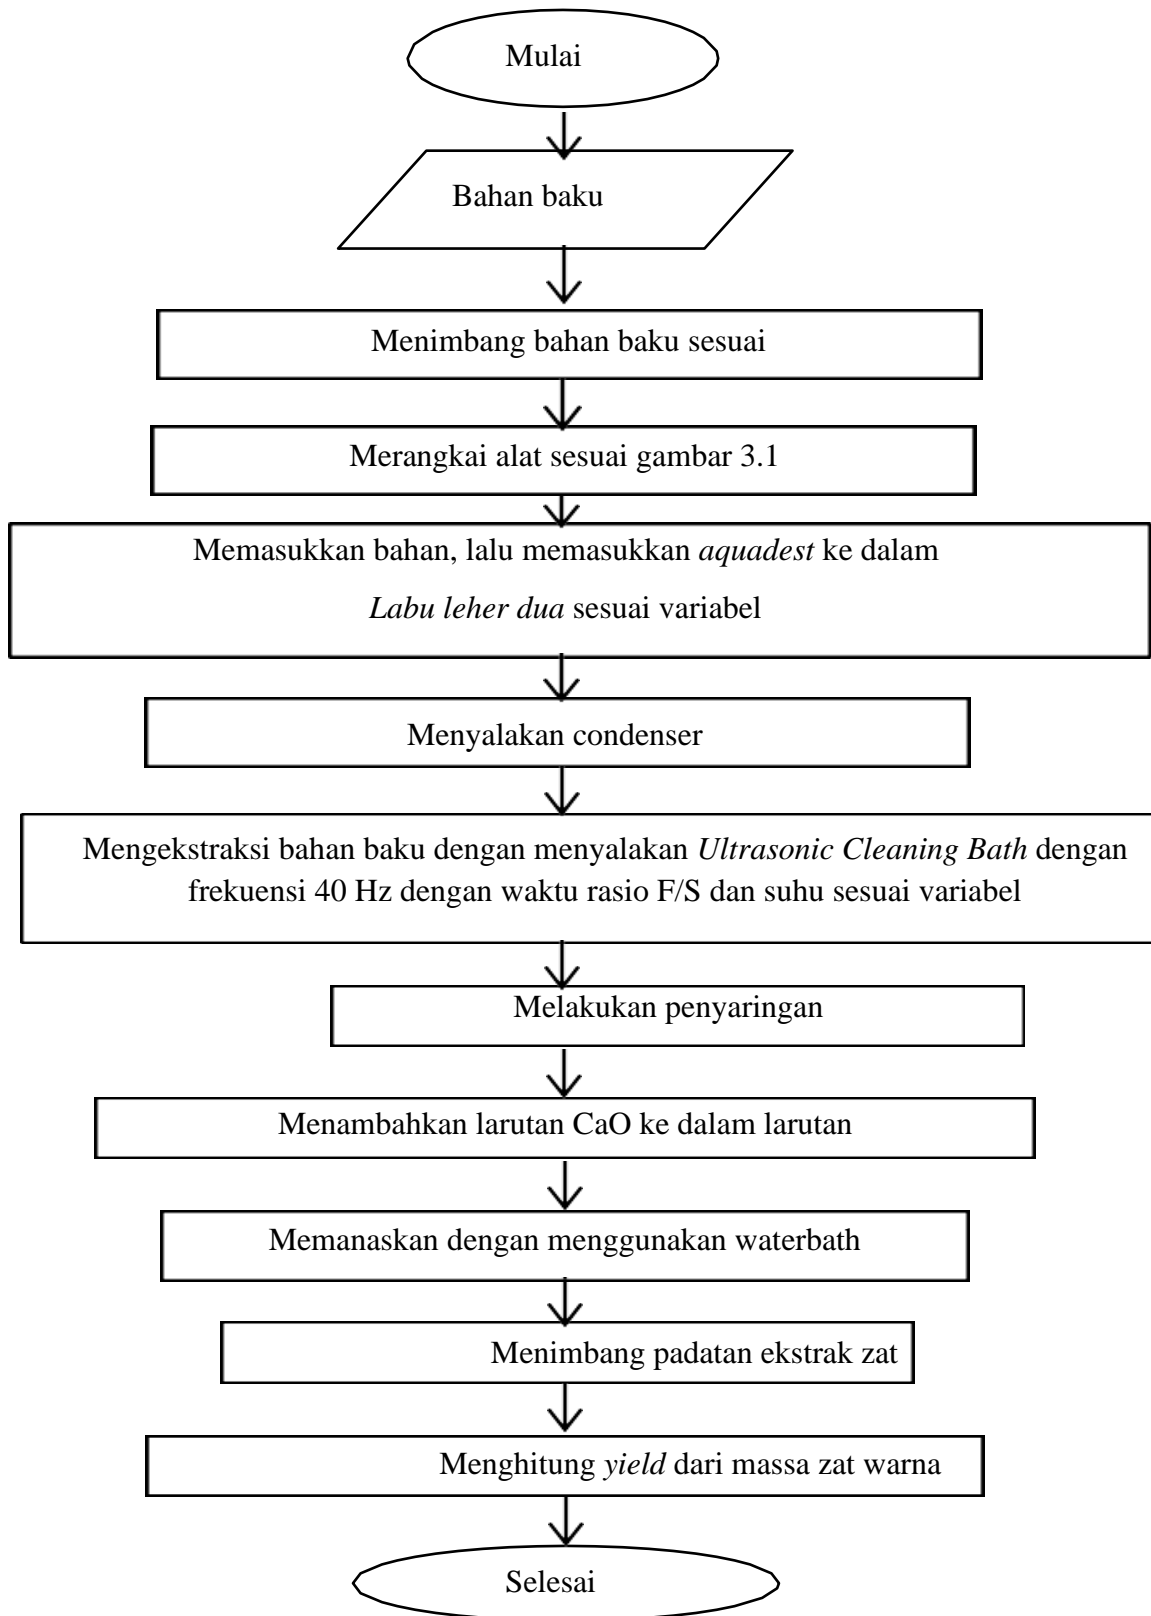 Mulai
Bahan baku
Menimbang bahan baku sesuai
Merangkai alat sesuai gambar 3.1
Memasukkan bahan, lalu memasukkan aquadest ke dalam
Labu leher dua sesuai variabel
Menyalakan condenser
Mengekstraksi bahan baku dengan menyalakan Ultrasonic Cleaning Bath dengan
frekuensi 40 Hz dengan waktu rasio F/S dan suhu sesuai variabel
Melakukan penyaringan
Menambahkan larutan CaO ke dalam larutan
Memanaskan dengan menggunakan waterbath
Menimbang padatan ekstrak zat
Menghitung yield dari massa zat warna
Selesai